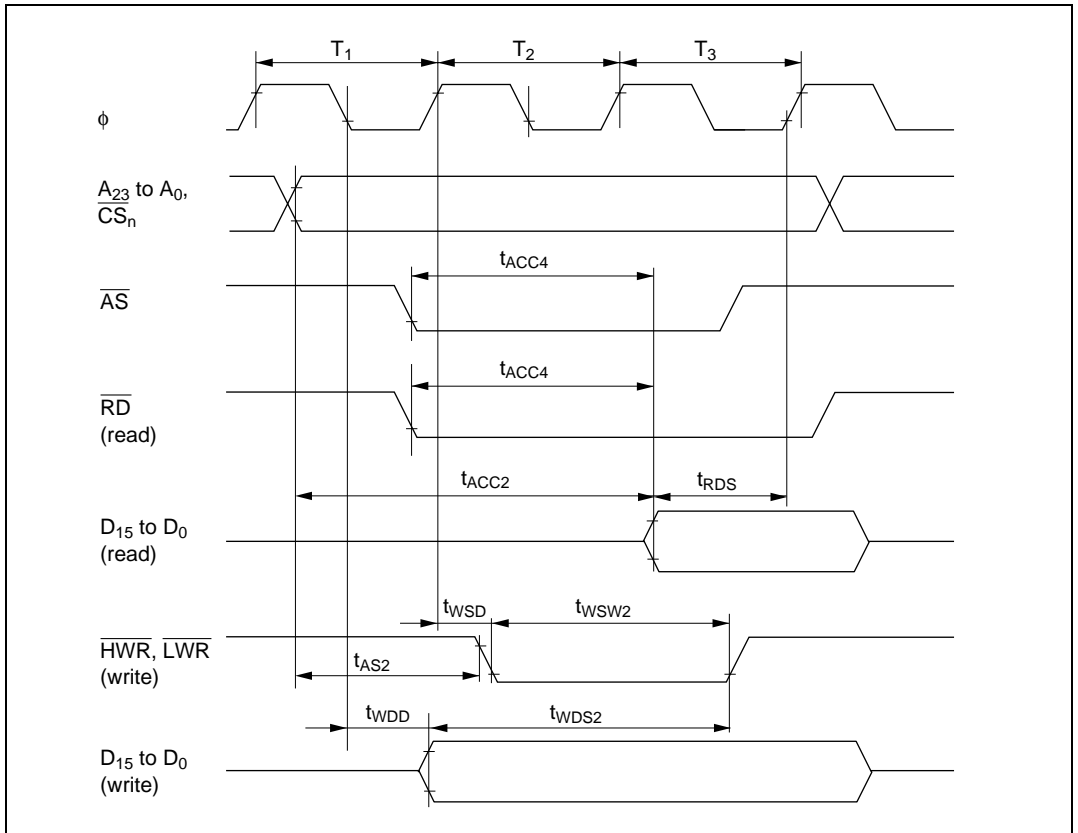 T1 T2 T3
φ
A23 to A0,
CSn
tACC4
AS
tACC4
RD
(read)
tACC2 tRDS
D15 to D0
(read)
tWSD tWSW2
HWR, LWR
(write)
tAS2
tWDD tWDS2
D15 to D0
(write)